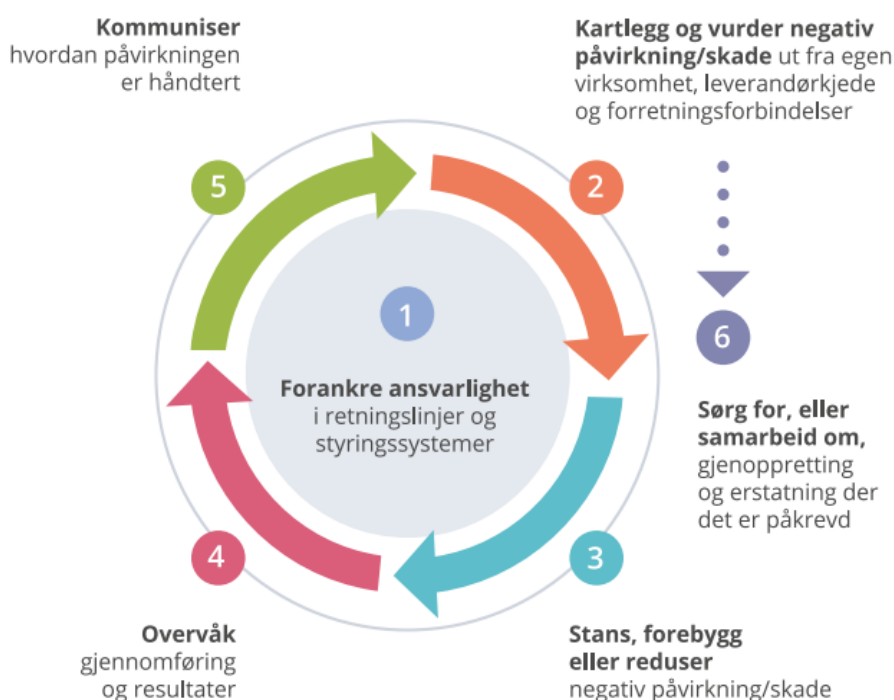 Kommuniser
hvordan påvirkningen
er håndtert
5
Kartlegg og vurder negativ
påvirkning/skade ut fra egen
virksomhet, leverandørkjede
og forretningsforbindelser
2
1
Forankre ansvarlighet
i retningslinjer og
styringssystemer
6
Sørg for, eller
samarbeid om,
gjenoppretting
og erstatning der
det er påkrevd
4
Overvåk
gjennomføring
og resultater
3
Stans, forebygg
eller reduser
negativ påvirkning/skade